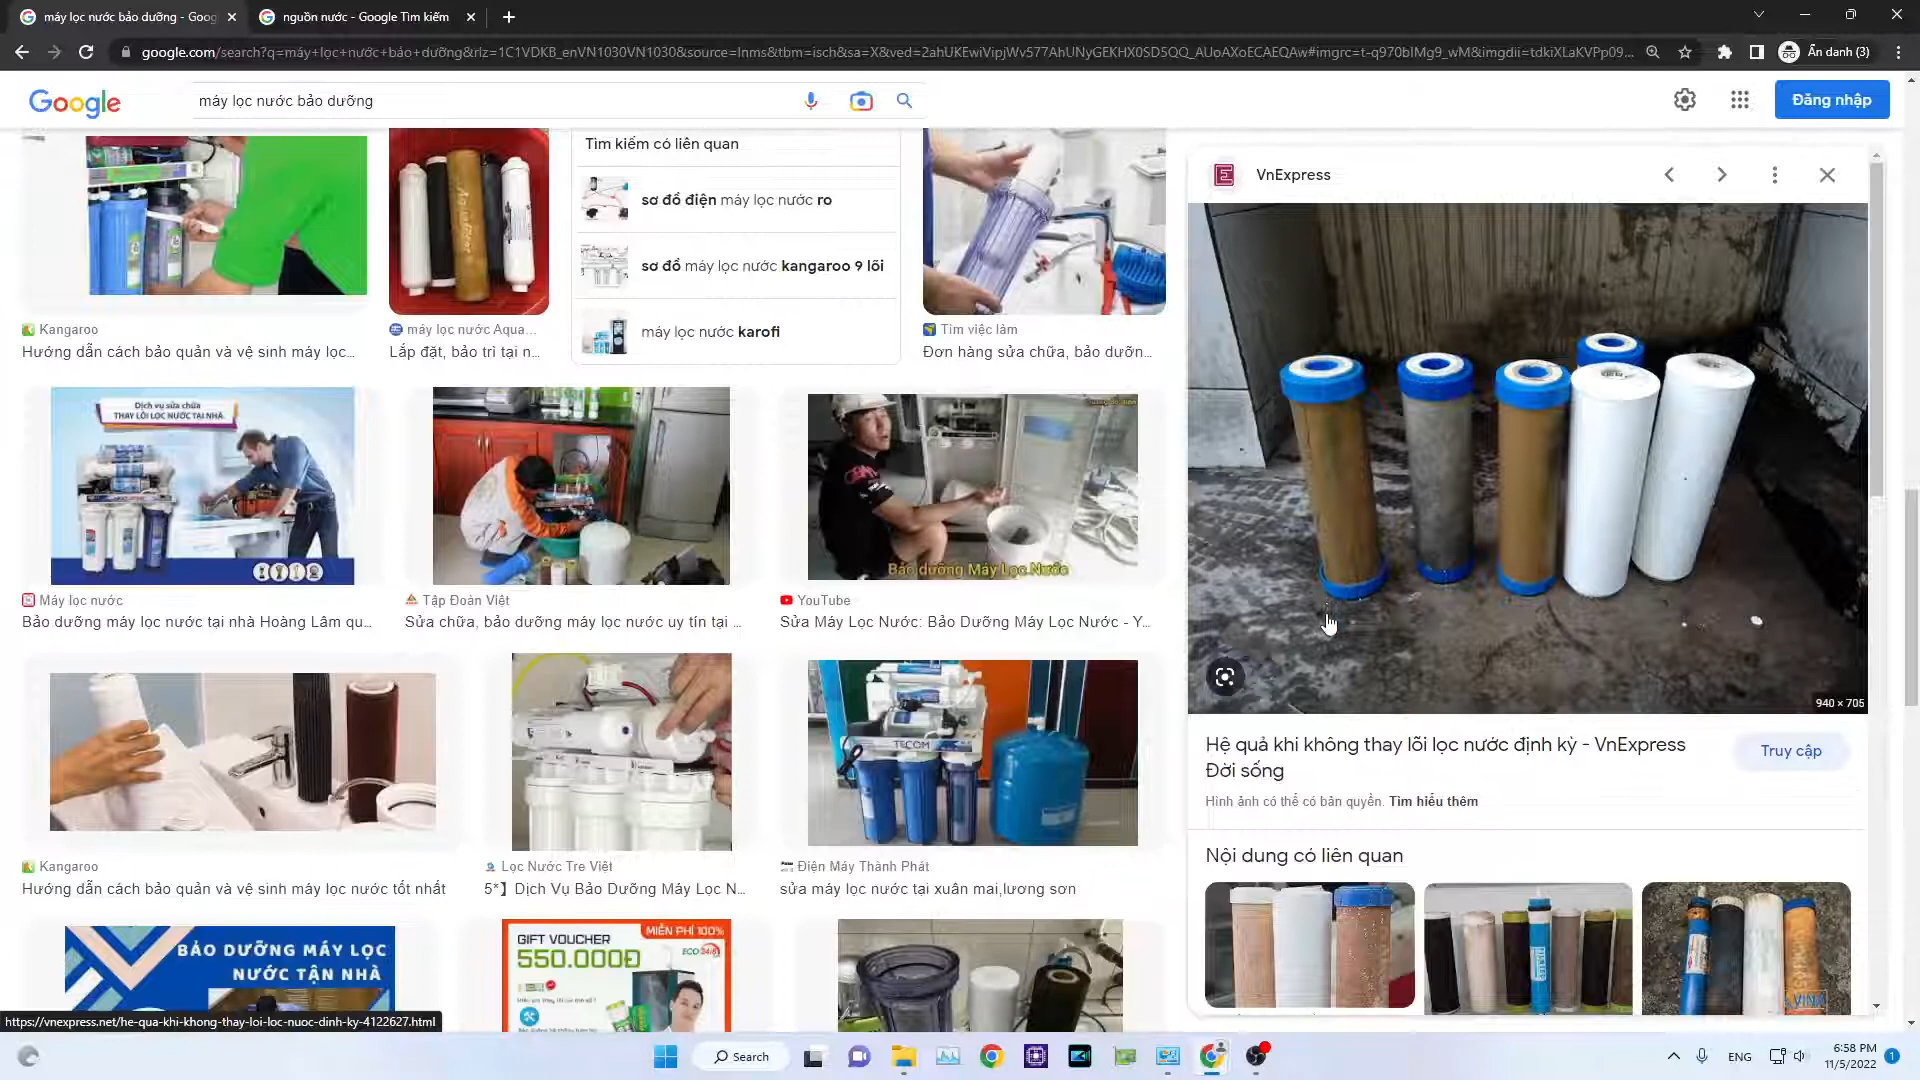 máy lọc nước bảo dưỡng - Goog
nguồn nước - Google Tìm kiếm
google.com/search?q=máy+lọc+nước+bảo+dưỡng&rlz=1C1VDKB_enVN1030VN1030&source=lnms&tbm=isch&sa=X&ved=2ahUKEwiVipjWv577AhUNyGEKHX0SD5QQ_AUoAXoECAEQAw#imgrc=t-q970bIMg9_wM&imgdii=tdkiXLaKVPp09...
Ẩn danh (3)
Google
máy lọc nước bảo dưỡng
Đăng nhập
Tìm kiếm có liên quan
sơ đồ điện máy lọc nước ro
sơ đồ máy lọc nước kangaroo 9 lõi
máy lọc nước karofi
Kangaroo
Hướng dẫn cách bảo quản và vệ sinh máy lọc...
máy lọc nước Aqua...
Lắp đặt, bảo trì tại n...
Tìm việc làm
Đơn hàng sửa chữa, bảo dưỡn...
Dịch vụ sửa chữa
THAY LÕI LỌC NƯỚC TẠI NHÀ
Bảo dưỡng Máy Lọc Nước
Máy lọc nước
Bảo dưỡng máy lọc nước tại nhà Hoàng Lâm qu...
Tập Đoàn Việt
Sửa chữa, bảo dưỡng máy lọc nước uy tín tại ...
YouTube
Sửa Máy Lọc Nước: Bảo Dưỡng Máy Lọc Nước - Y...
TECOM
Kangaroo
Hướng dẫn cách bảo quản và vệ sinh máy lọc nước tốt nhất
Lọc Nước Tre Việt
5*】Dịch Vụ Bảo Dưỡng Máy Lọc N...
Điện Máy Thành Phát
sửa máy lọc nước tại xuân mai,lương sơn
BẢO DƯỠNG MÁY LỌC
NƯỚC TẬN NHÀ
MIỄN PHÍ 100%
GIFT VOUCHER
550.000Đ
ECO 24/8
VnExpress
940 × 705
Hệ quả khi không thay lõi lọc nước định kỳ - VnExpress
Đời sống
Truy cập
Hình ảnh có thể có bản quyền. Tìm hiểu thêm
Nội dung có liên quan
VINA
https://vnexpress.net/he-qua-khi-khong-thay-loi-loc-nuoc-dinh-ky-4122627.html
Search
ENG
6:58 PM
11/5/2022
1